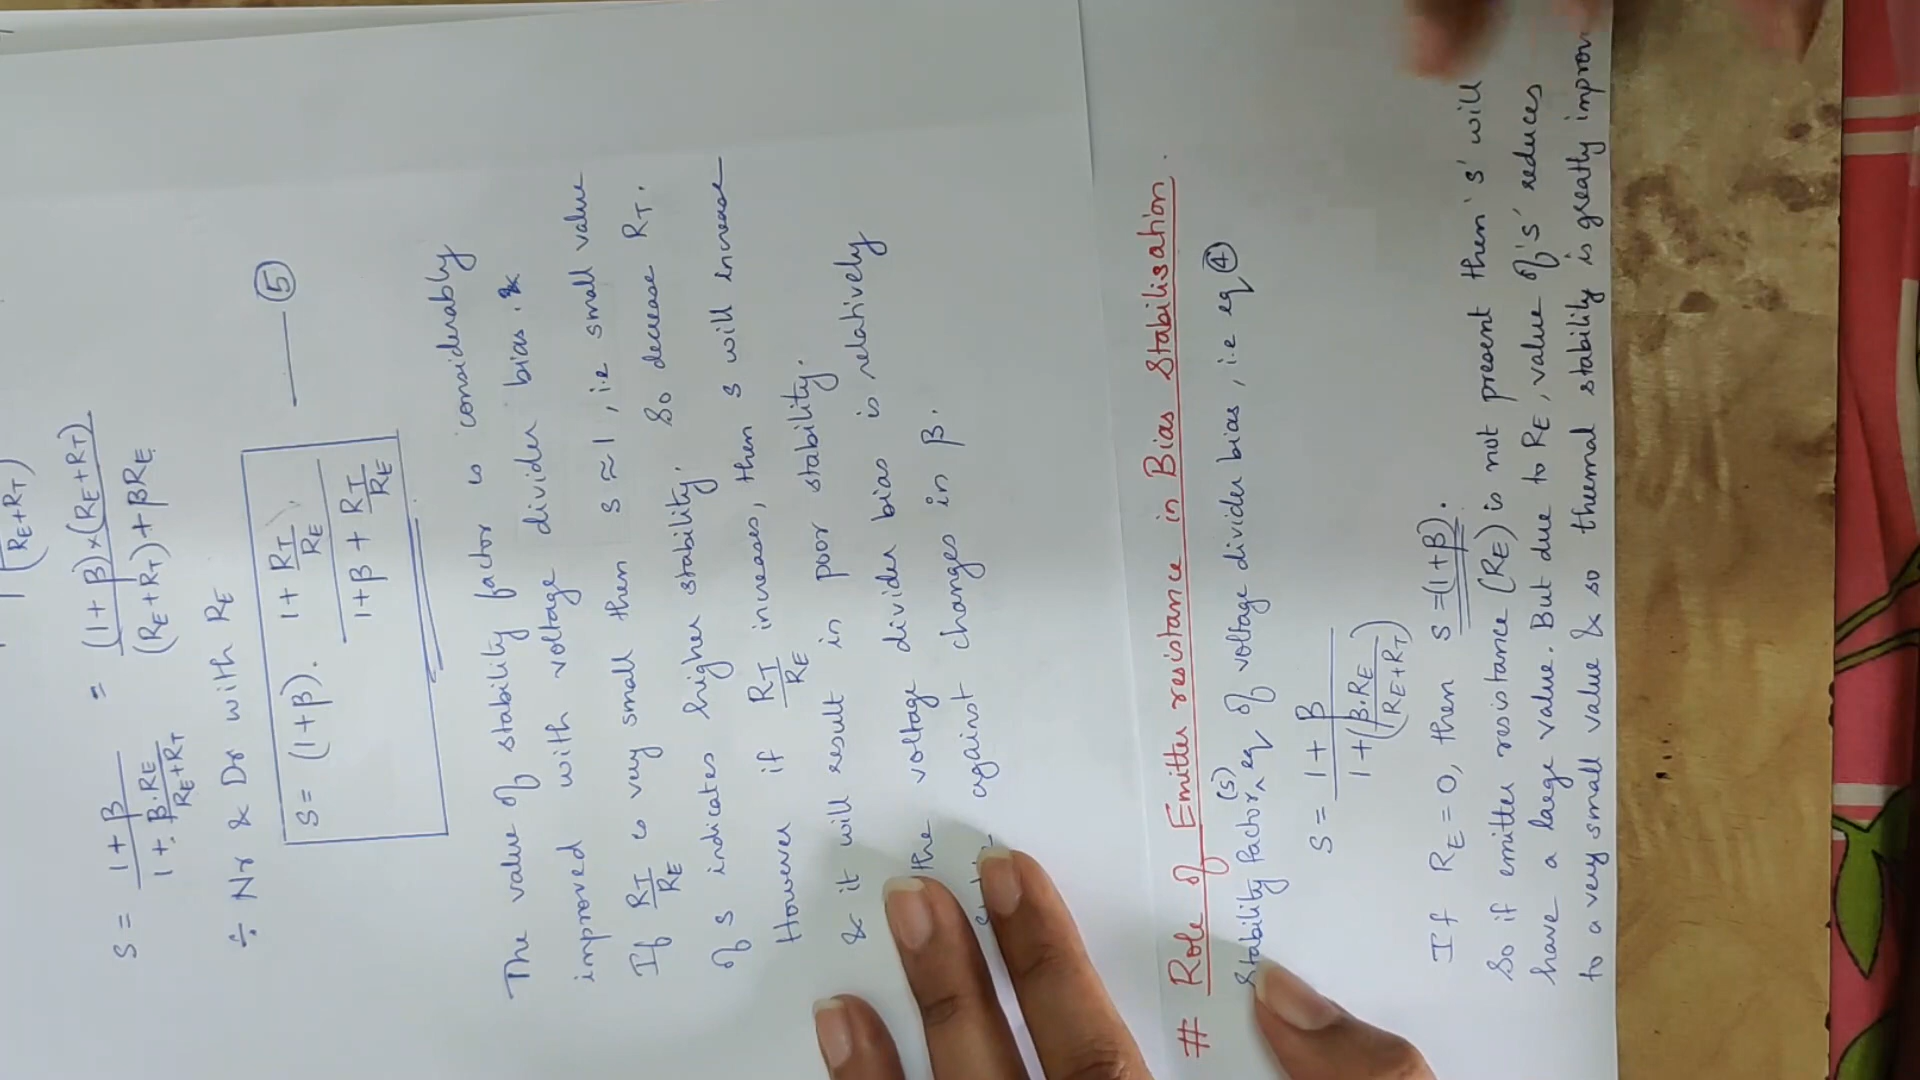 (RE+RT)
S = 1+β / 1+ β.RE / RE+RT = (1+β)×(RE+RT) / (RE+RT)+βRE
÷ Nr & Dr with RE
S = (1+β). 1+ RT/RE / 1+β+ RT/RE —— ⑤
The value of stability factor is considerably
improved with voltage divider bias. &
If RT/RE is very small then S ≈ 1, i.e small value
of S indicates higher stability. So decrease RT.
However if RT/RE increases, then S will increase
& it will result in poor stability.
the voltage divider bias is relatively
against changes in β.
# Role of Emitter resistance in Bias Stabilisation.
Stability factor (S) eq of voltage divider bias, i.e eq ④
S = 1+β / 1+(β.RE / RE+RT)
If RE = 0, then S = (1+β).
So if emitter resistance (RE) is not present then 'S' will
have a large value. But due to RE, value of 'S' reduces
to a very small value & so thermal stability is greatly